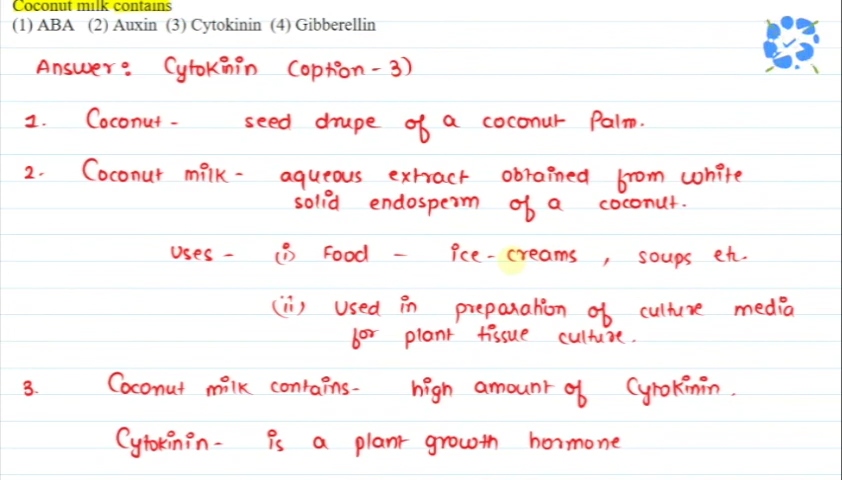 Coconut milk contains
(1) ABA (2) Auxin (3) Cytokinin (4) Gibberellin
Answer: Cytokinin (option - 3)
1. Coconut - seed drupe of a coconut Palm.
2. Coconut milk - aqueous extract obtained from white
solid endosperm of a coconut.
Uses - (i) Food - ice-creams, soups etc.
(ii) Used in preparation of culture media
for plant tissue culture.
3. Coconut milk contains- high amount of Cytokinin.
Cytokinin - is a plant growth hormone